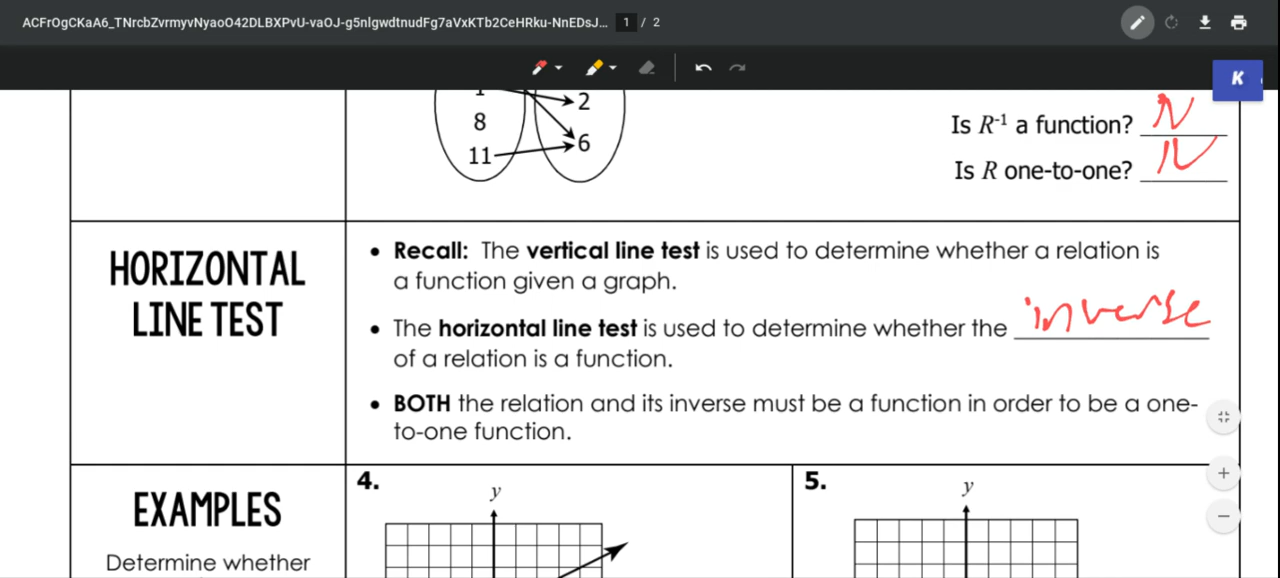 ACFrOgCKaA6_TNrcbZvrmyvNyaoO42DLBXPvU-vaOJ-g5nlgwdtnudFg7aVxKTb2CeHRku-NnEDsJ... 1 / 2
K
1 2
8
11 6
Is R⁻¹ a function? N
Is R one-to-one? N
HORIZONTAL
LINE TEST
• Recall: The vertical line test is used to determine whether a relation is
a function given a graph.
• The horizontal line test is used to determine whether the inverse
of a relation is a function.
• BOTH the relation and its inverse must be a function in order to be a one-
to-one function.
EXAMPLES
Determine whether
4.
y
5.
y